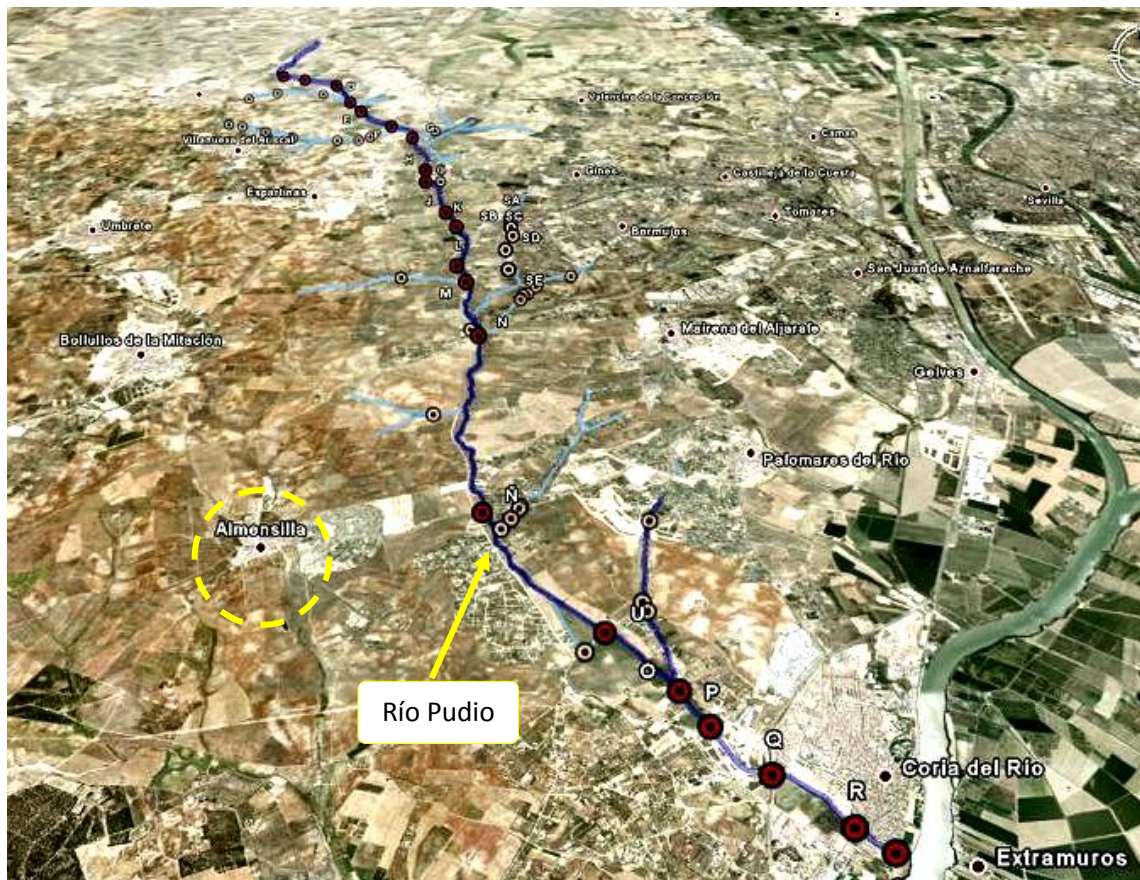 Valencina de la Concepción
E
F
Villanueva del Ariscal
Camas
H
Gines
Castilleja de la Cuesta
Espartinas
Sevilla
J
K
SA
SB
SC
SD
Tomares
Umbrete
Bormujos
L
San Juan de Aznalfarache
M
SE
N
Mairena del Aljarafe
Bollullos de la Mitación
Gelves
Palomares del Río
Ñ
Almensilla
U
O
P
Río Pudio
Q
Coria del Río
R
Extramuros